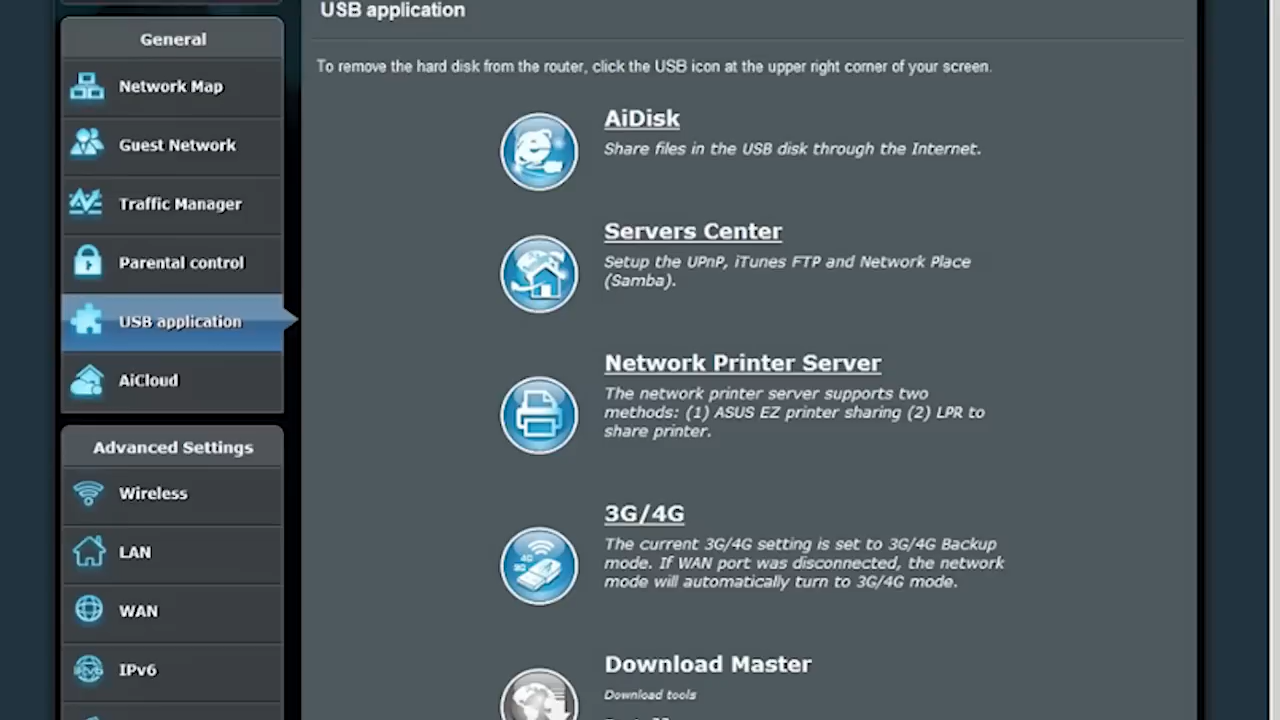 USB application
General
To remove the hard disk from the router, click the USB icon at the upper right corner of your screen.
Network Map
Guest Network
Traffic Manager
Parental control
USB application
AiCloud
Advanced Settings
Wireless
LAN
WAN
IPv6
AiDisk
Share files in the USB disk through the Internet.
Servers Center
Setup the UPnP, iTunes FTP and Network Place
(Samba).
Network Printer Server
The network printer server supports two
methods: (1) ASUS EZ printer sharing (2) LPR to
share printer.
3G/4G
4G
3G
The current 3G/4G setting is set to 3G/4G Backup
mode. If WAN port was disconnected, the network
mode will automatically turn to 3G/4G mode.
Download Master
Download tools